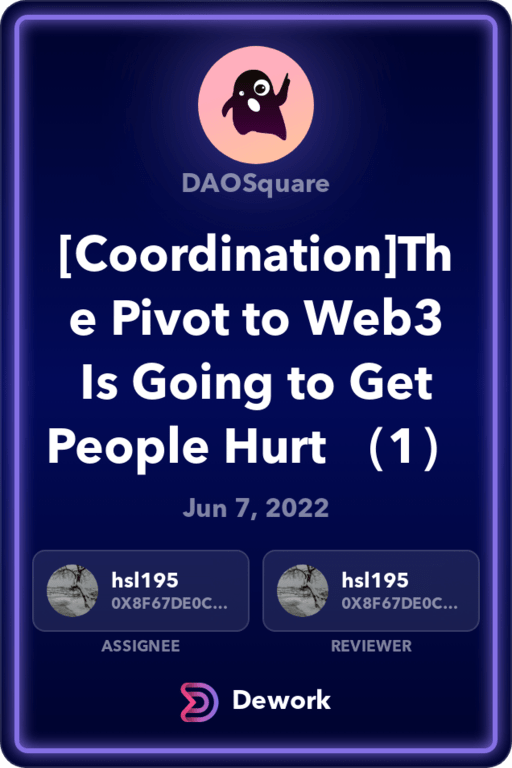 DAOSquare
[Coordination]Th
e Pivot to Web3
Is Going to Get
People Hurt （1）
Jun 7, 2022
hsl195
0X8F67DE0C...
ASSIGNEE
hsl195
0X8F67DE0C...
REVIEWER
Dework